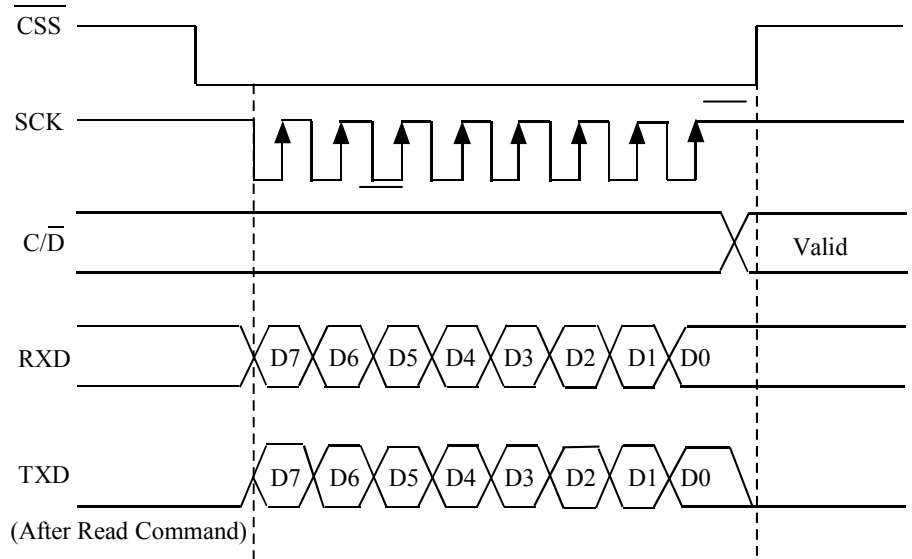 C̅S̅S̅
SCK
C/D̅
Valid
RXD
D7 D6 D5 D4 D3 D2 D1 D0
TXD
D7 D6 D5 D4 D3 D2 D1 D0
(After Read Command)